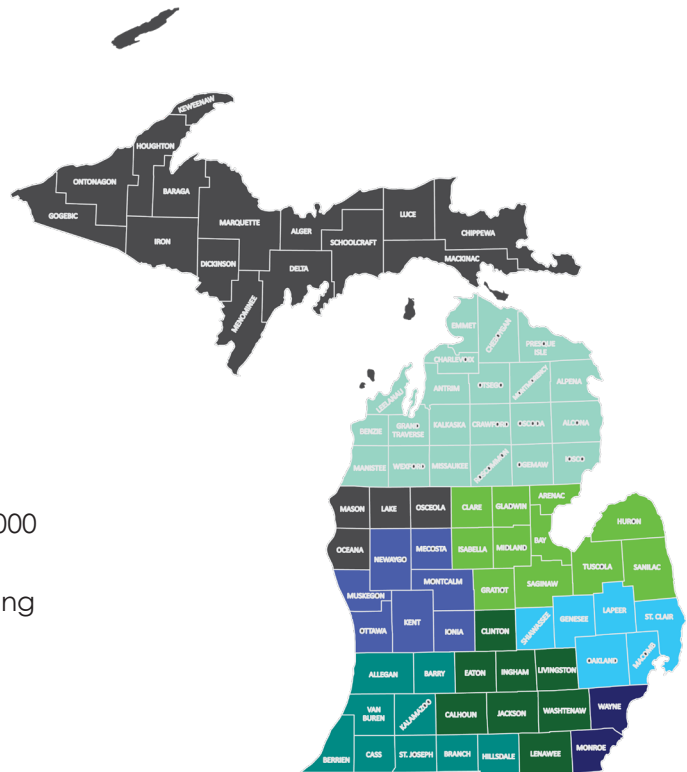 KEWEENAW
HOUGHTON
ONTONAGON
BARAGA
GOGEBIC
MARQUETTE
ALGER
LUCE
CHIPPEWA
IRON
SCHOOLCRAFT
DICKINSON
DELTA
MACKINAC
MENOMINEE
EMMET
CHEBOYGAN
PRESQUE
ISLE
CHARLEVOIX
ANTRIM
OTSEGO
MONTMORENCY
ALPENA
LEELANAU
BENZIE
GRAND
TRAVERSE
KALKASKA
CRAWFORD
OSCODA
ALCONA
MANISTEE
WEXFORD
MISSAUKEE
ROSCOMMON
OGEMAW
IOSCO
MASON
LAKE
OSCEOLA
CLARE
GLADWIN
ARENAC
000
HURON
OCEANA
NEWAYGO
MECOSTA
ISABELLA
MIDLAND
BAY
TUSCOLA
SANILAC
ng
MUSKEGON
MONTCALM
GRATIOT
SAGINAW
OTTAWA
KENT
IONIA
CLINTON
SHIAWASSEE
GENESEE
LAPEER
ST. CLAIR
OAKLAND
MACOMB
ALLEGAN
BARRY
EATON
INGHAM
LIVINGSTON
VAN
BUREN
KALAMAZOO
CALHOUN
JACKSON
WASHTENAW
WAYNE
BERRIEN
CASS
ST. JOSEPH
BRANCH
HILLSDALE
LENAWEE
MONROE